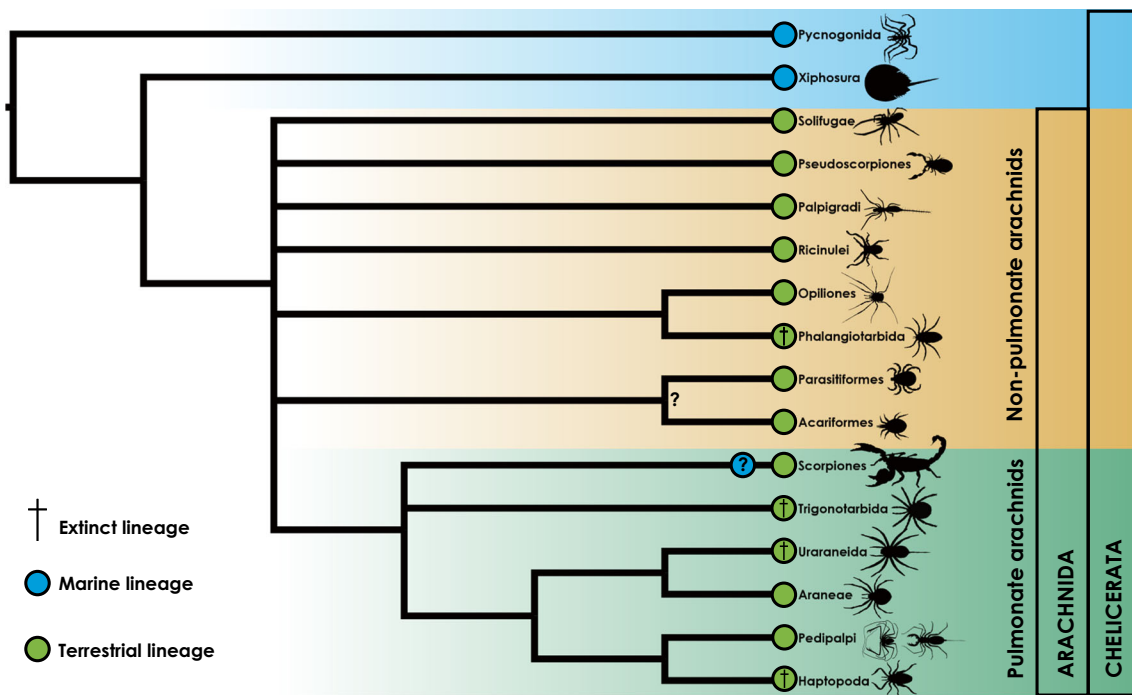 Pycnogonida
Xiphosura
Solifugae
Pseudoscorpiones
Palpigradi
Ricinulei
Opiliones
Phalangiotarbida
Parasitiformes
?
Acariformes
?
Scorpiones
Trigonotarbida
Uraraneida
Araneae
Pedipalpi
Haptopoda
Extinct lineage
Marine lineage
Terrestrial lineage
Non-pulmonate arachnids
Pulmonate arachnids
ARACHNIDA
CHELICERATA